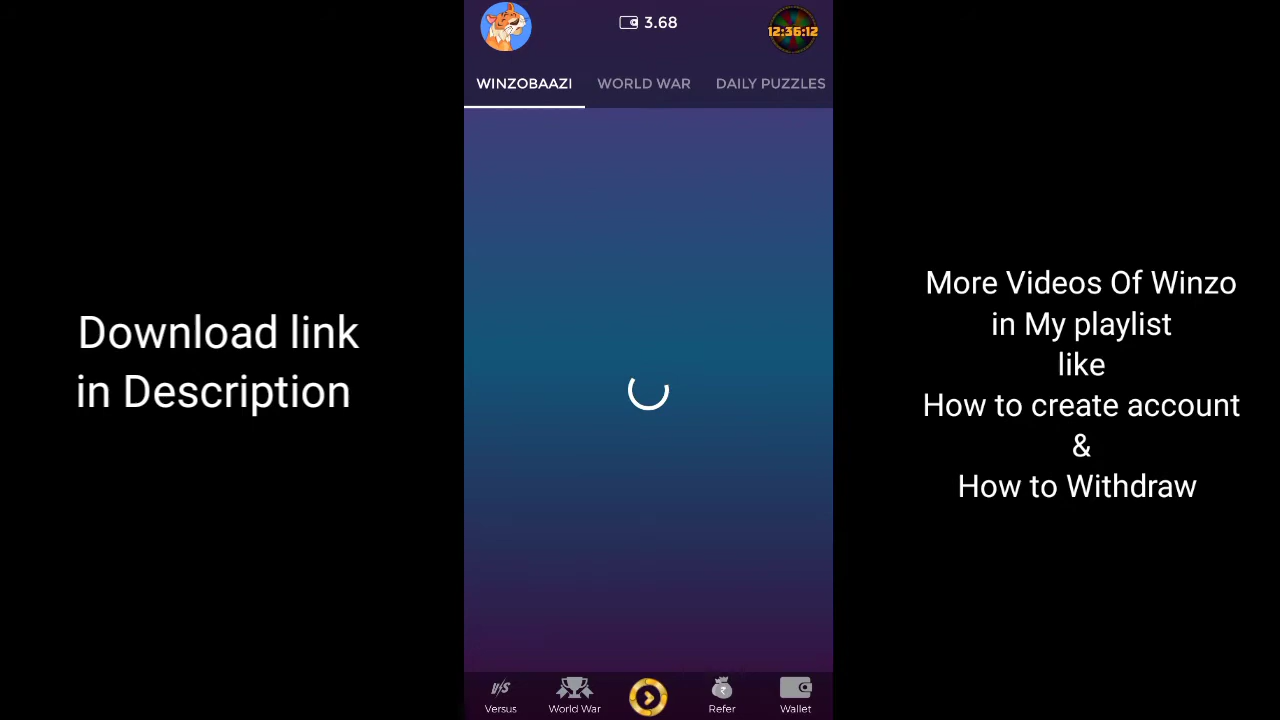 3.68
12:36:12
WINZOBAAZI WORLD WAR DAILY PUZZLES
Download link
in Description
More Videos Of Winzo
in My playlist
like
How to create account
&
How to Withdraw
V/S
₹
Versus World War Refer Wallet